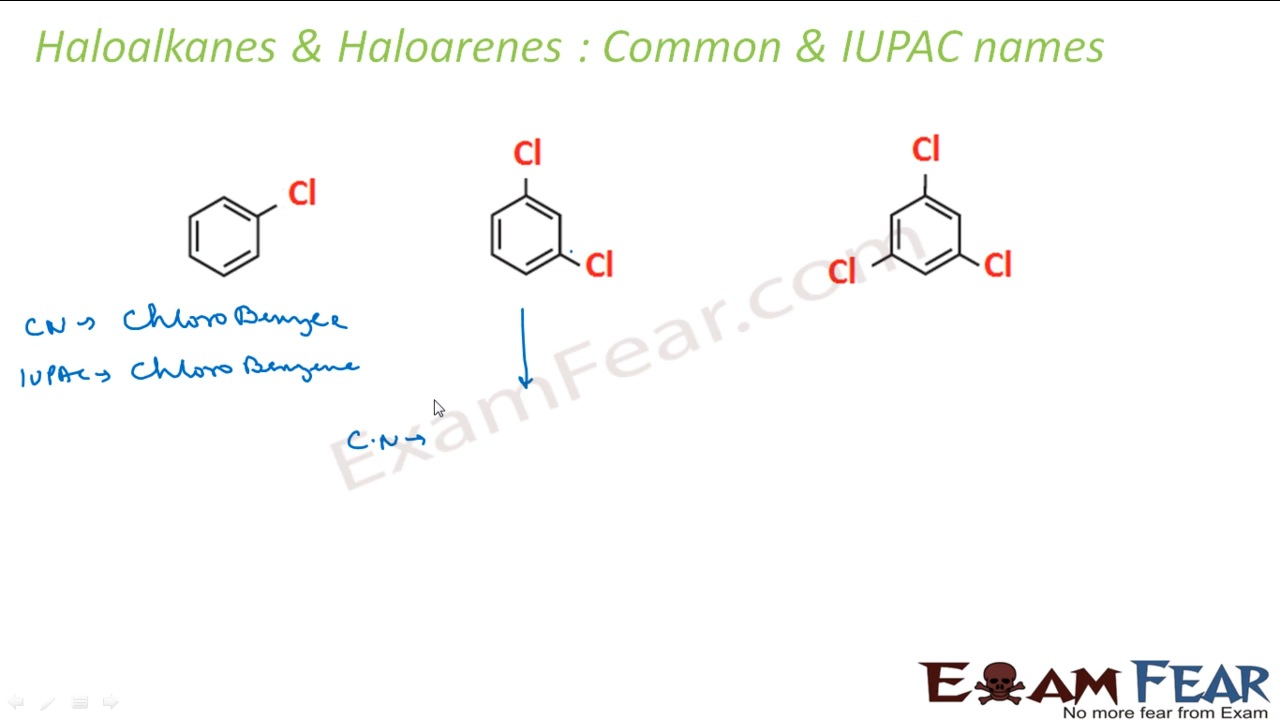 Haloalkanes & Haloarenes : Common & IUPAC names
Cl
Cl
Cl
Cl
Cl
Cl
CN → Chloro Benzee
IUPAC → Chloro Benzene
C.N →
ExamFear.com
EXAM FEAR
No more fear from Exam